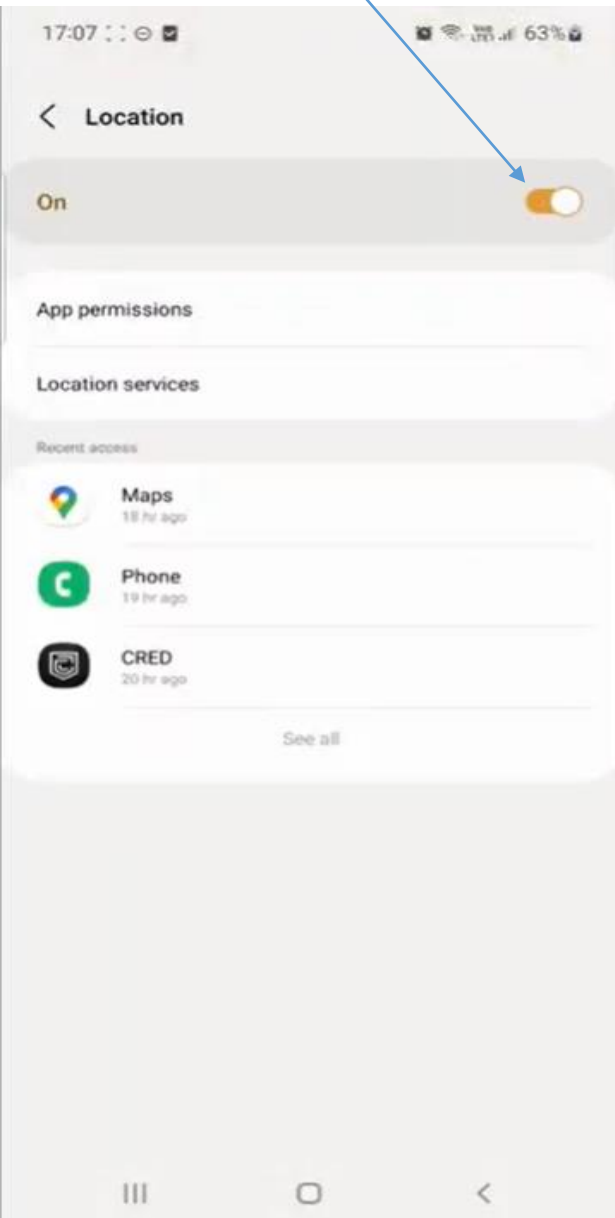 17:07 63%
Location
On
App permissions
Location services
Recent access
Maps
18 hr ago
Phone
19 hr ago
CRED
20 hr ago
See all